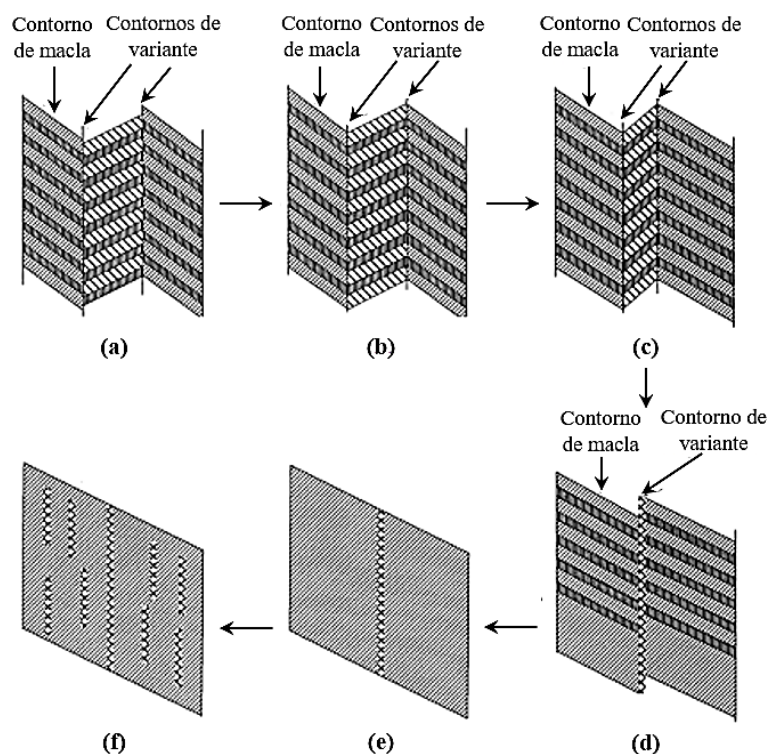 Contorno
de macla
Contornos de
variante
Contorno
de macla
Contornos de
variante
Contorno
de macla
Contornos de
variante
(a)
(b)
(c)
Contorno
de macla
Contorno de
variante
(f)
(e)
(d)